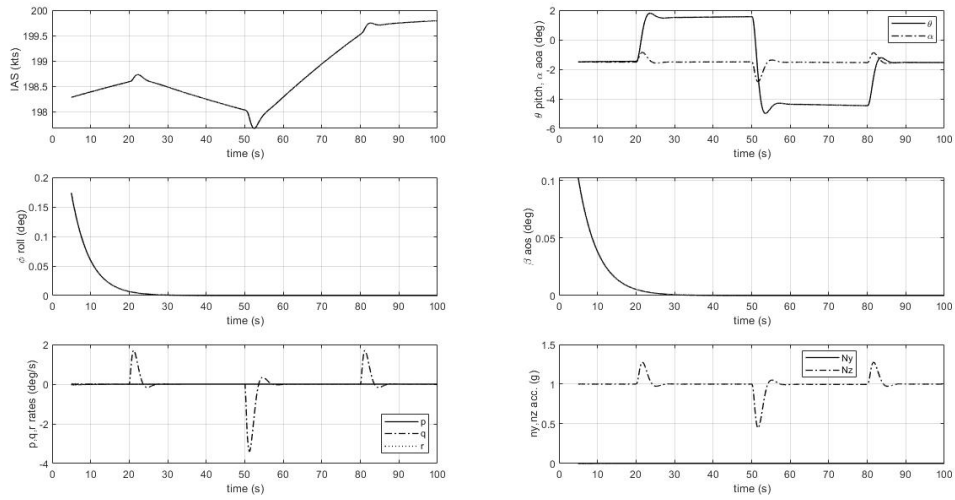 200
199.5
199
198.5
198
IAS (kts)
0 10 20 30 40 50 60 70 80 90 100
time (s)
2
0
-2
-4
-6
θ pitch, α aoa (deg)
θ
α
0 10 20 30 40 50 60 70 80 90 100
time (s)
0.2
0.15
0.1
0.05
0
ϕ roll (deg)
0 10 20 30 40 50 60 70 80 90 100
time (s)
0.1
0.05
0
β aos (deg)
0 10 20 30 40 50 60 70 80 90 100
time (s)
2
0
-2
-4
p,q,r rates (deg/s)
p
q
r
0 10 20 30 40 50 60 70 80 90 100
time (s)
1.5
1
0.5
0
ny,nz acc. (g)
Ny
Nz
0 10 20 30 40 50 60 70 80 90 100
time (s)